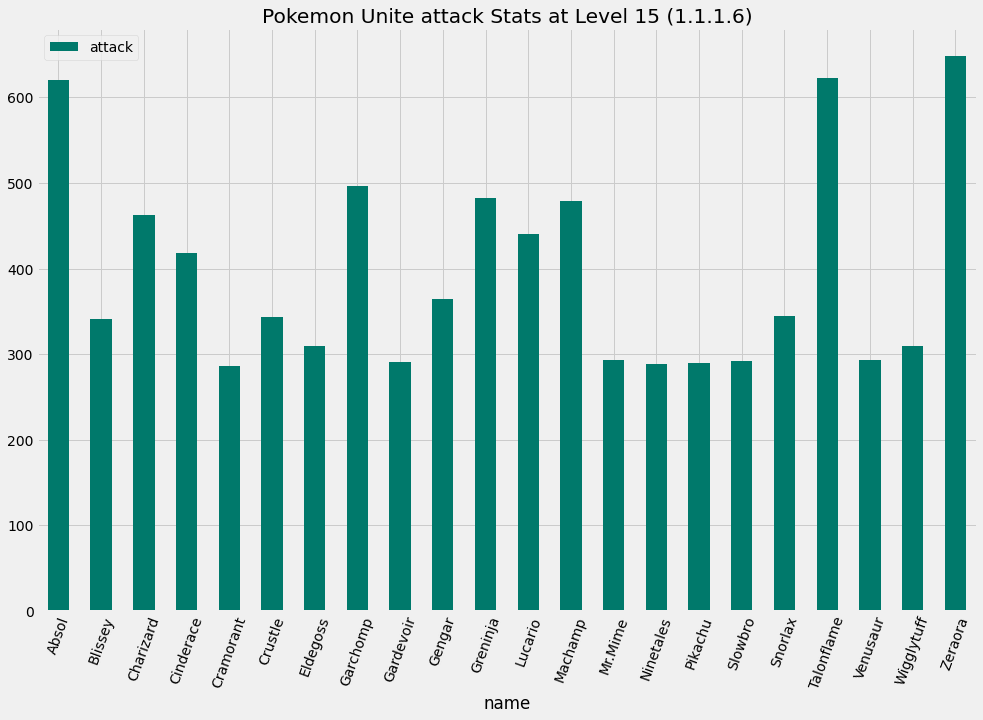 Pokemon Unite attack Stats at Level 15 (1.1.1.6)
attack
600
500
400
300
200
100
0
Absol
Blissey
Charizard
Cinderace
Cramorant
Crustle
Eldegoss
Garchomp
Gardevoir
Gengar
Greninja
Lucario
Machamp
Mr.Mime
Ninetales
Pikachu
Slowbro
Snorlax
Talonflame
Venusaur
Wigglytuff
Zeraora
name